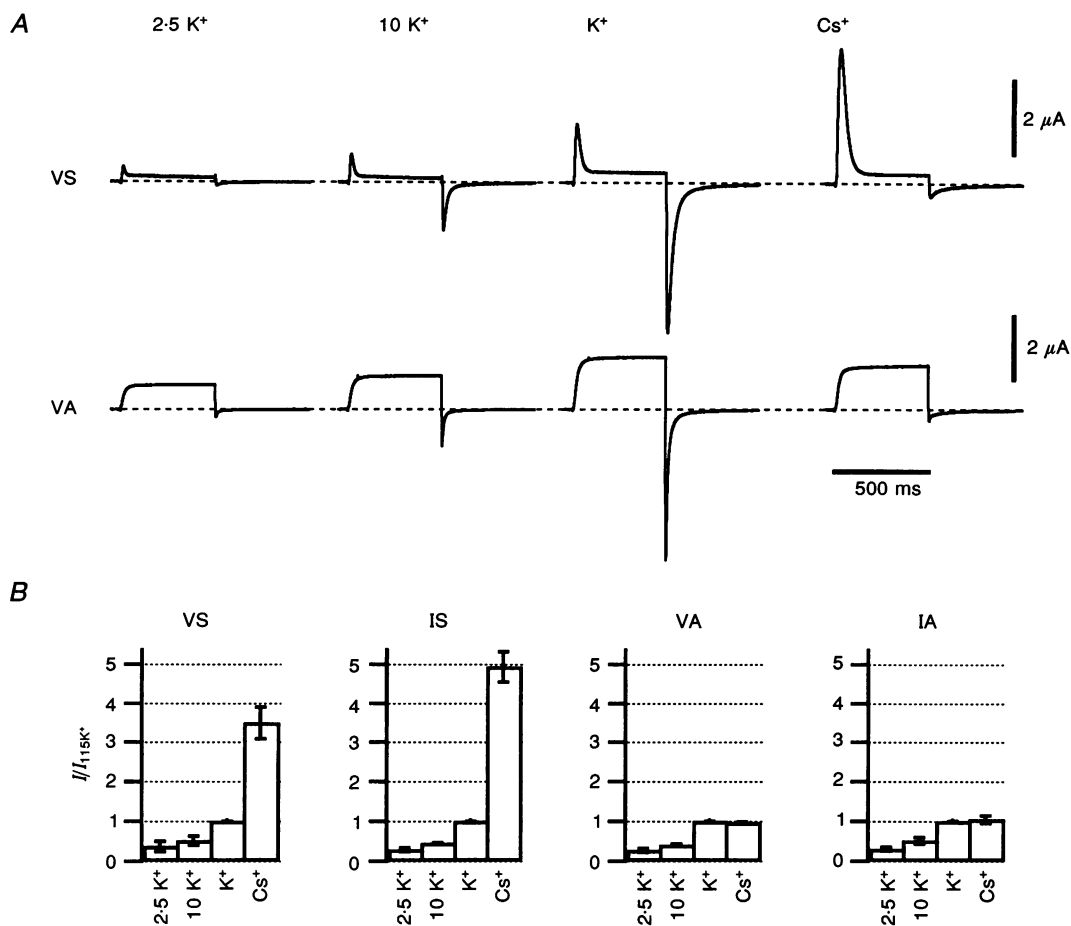 A
2·5 K⁺ 10 K⁺ K⁺ Cs⁺
2 μA
VS
2 μA
VA
500 ms
B
VS IS VA IA
5 5 5 5
4 4 4 4
3 3 3 3
2 2 2 2
1 1 1 1
0 0 0 0
I/I₁₁₅K⁺
2·5 K⁺ 10 K⁺ K⁺ Cs⁺ 2·5 K⁺ 10 K⁺ K⁺ Cs⁺ 2·5 K⁺ 10 K⁺ K⁺ Cs⁺ 2·5 K⁺ 10 K⁺ K⁺ Cs⁺